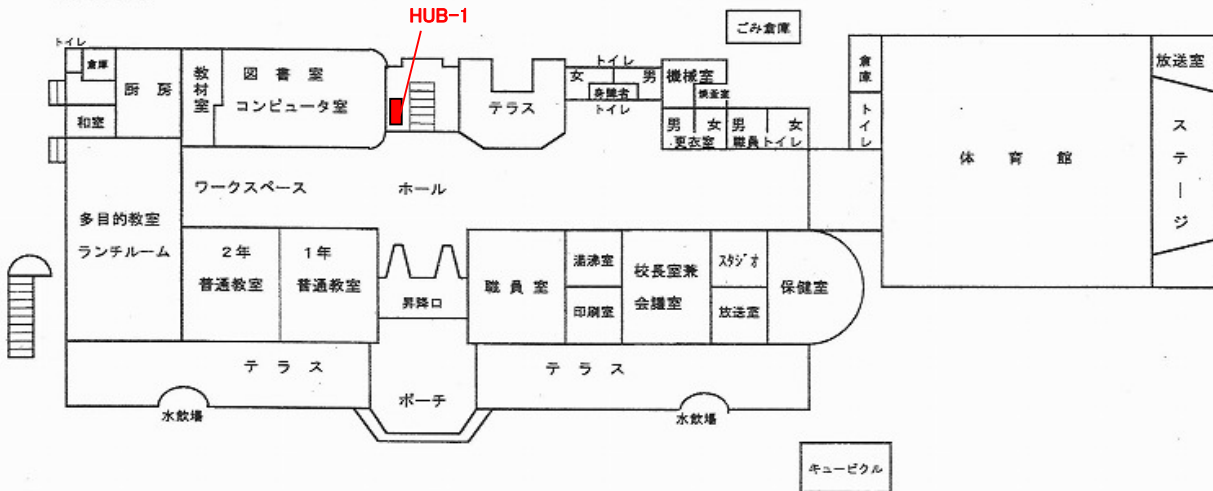 HUB-1
ごみ倉庫
トイレ
倉庫
厨房
教材室
図書室
コンピュータ室
テラス
トイレ
女 男
身障者
トイレ
機械室
男 女 男 女
更衣室 職員トイレ
倉庫
トイレ
放送室
ステージ
体育館
和室
ワークスペース
ホール
多目的教室
ランチルーム
2年
普通教室
1年
普通教室
昇降口
職員室
湯沸室
印刷室
校長室兼
会議室
スタジオ
放送室
保健室
テラス
テラス
ポーチ
水飲場
水飲場
キュービクル